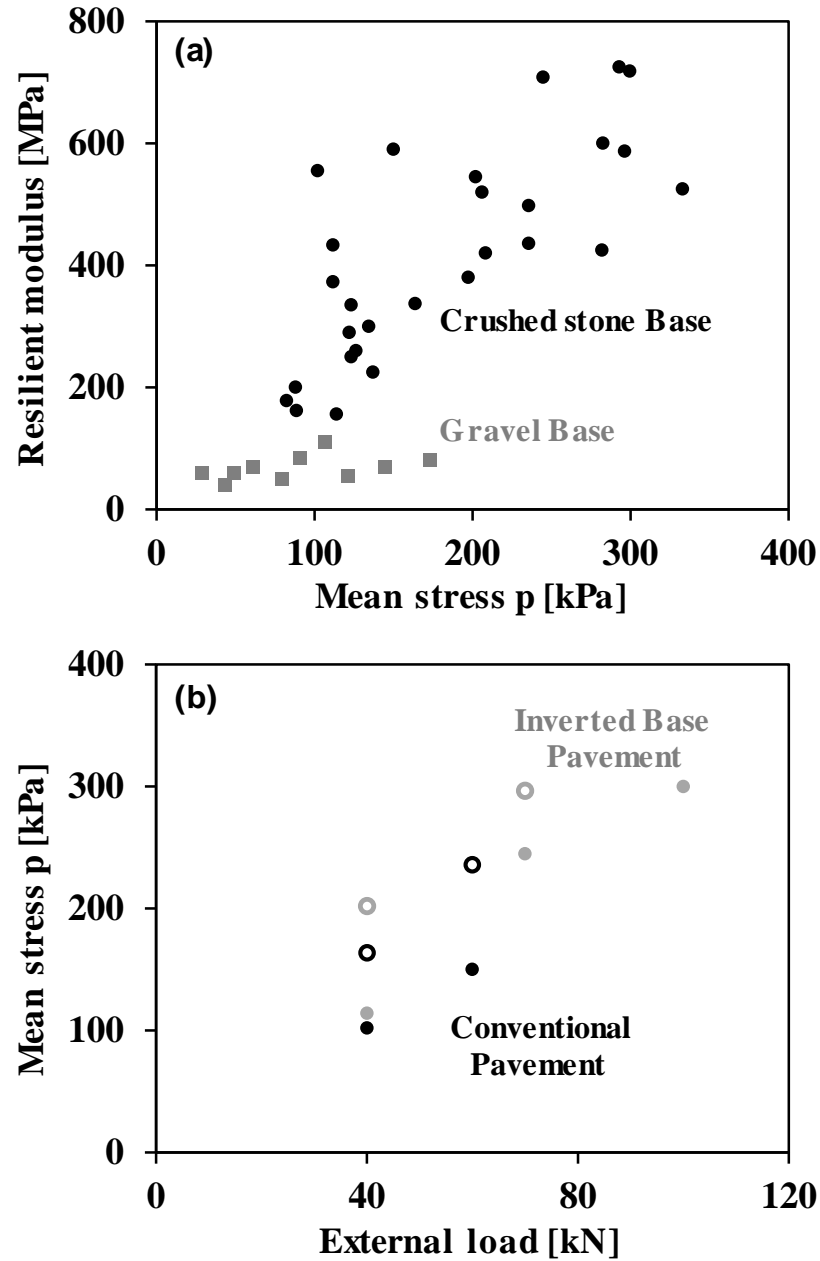 (a)
Resilient modulus [MPa]
800
600
400
200
0
Crushed stone Base
Gravel Base
0 100 200 300 400
Mean stress p [kPa]
(b)
Mean stress p [kPa]
400
300
200
100
0
Inverted Base
Pavement
Conventional
Pavement
0 40 80 120
External load [kN]